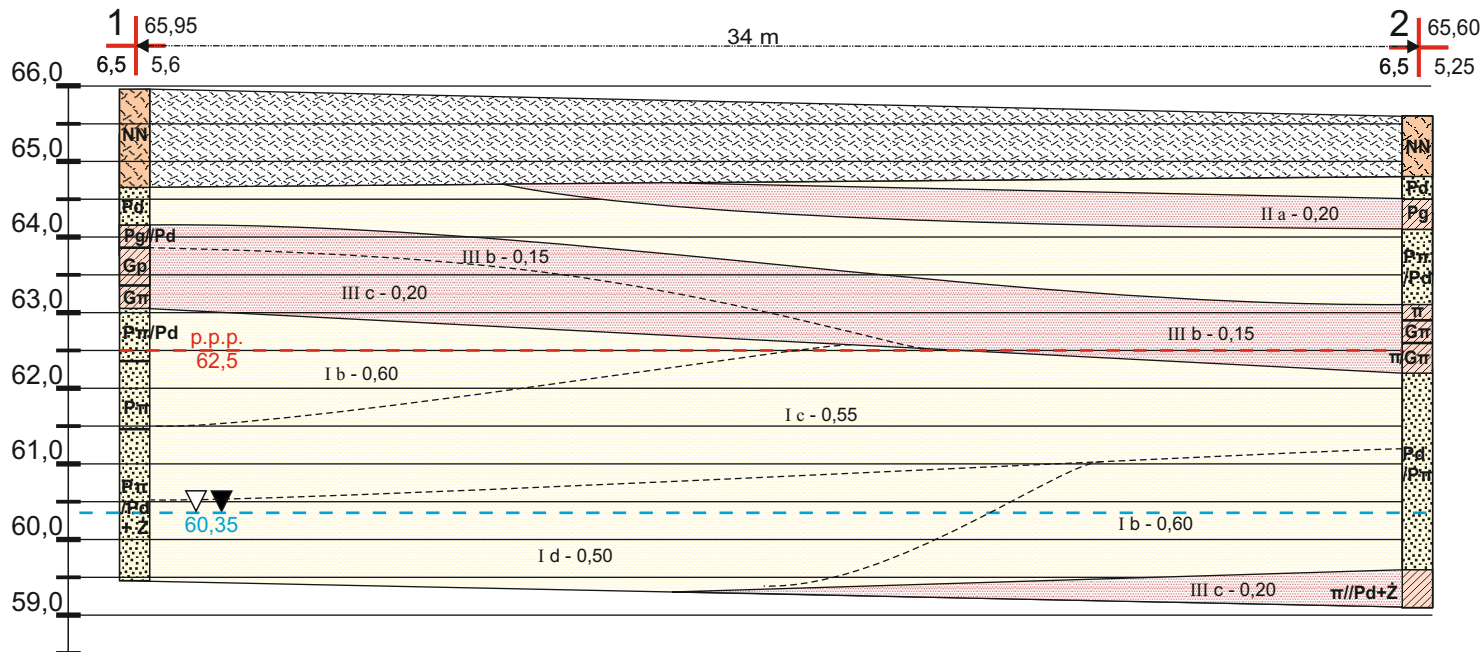 1 65,95
34 m
2 65,60
6,5 5,6
6,5 5,25
66,0
NN
NN
65,0
Pd
Pd
II a - 0,20
Pg
64,0
Pg//Pd
III b - 0,15
Pπ
/Pd
Gp
III c - 0,20
Gπ
63,0
π
Pπ/Pd
p.p.p.
III b - 0,15
Gπ
62,5
π
Gπ
62,0
I b - 0,60
Pπ
I c - 0,55
61,0
Pd
/Pπ
Pπ
/Pd
+ Ż
60,0
60,35
I b - 0,60
I d - 0,50
III c - 0,20
π//Pd+Ż
59,0